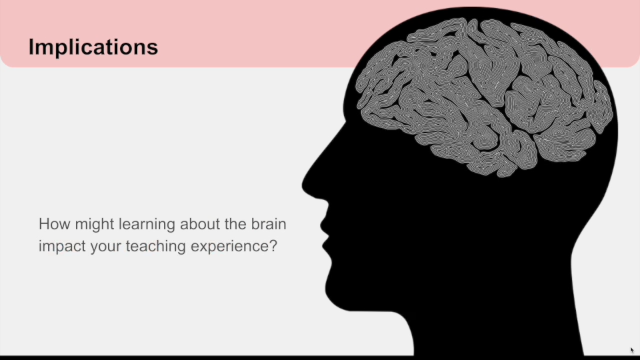 Implications
How might learning about the brain
impact your teaching experience?